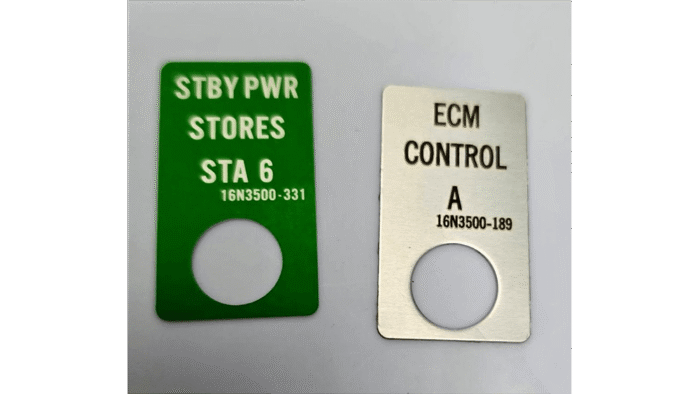 STBY PWR
STORES
STA 6
16N3500-331
ECM
CONTROL
A
16N3500-189